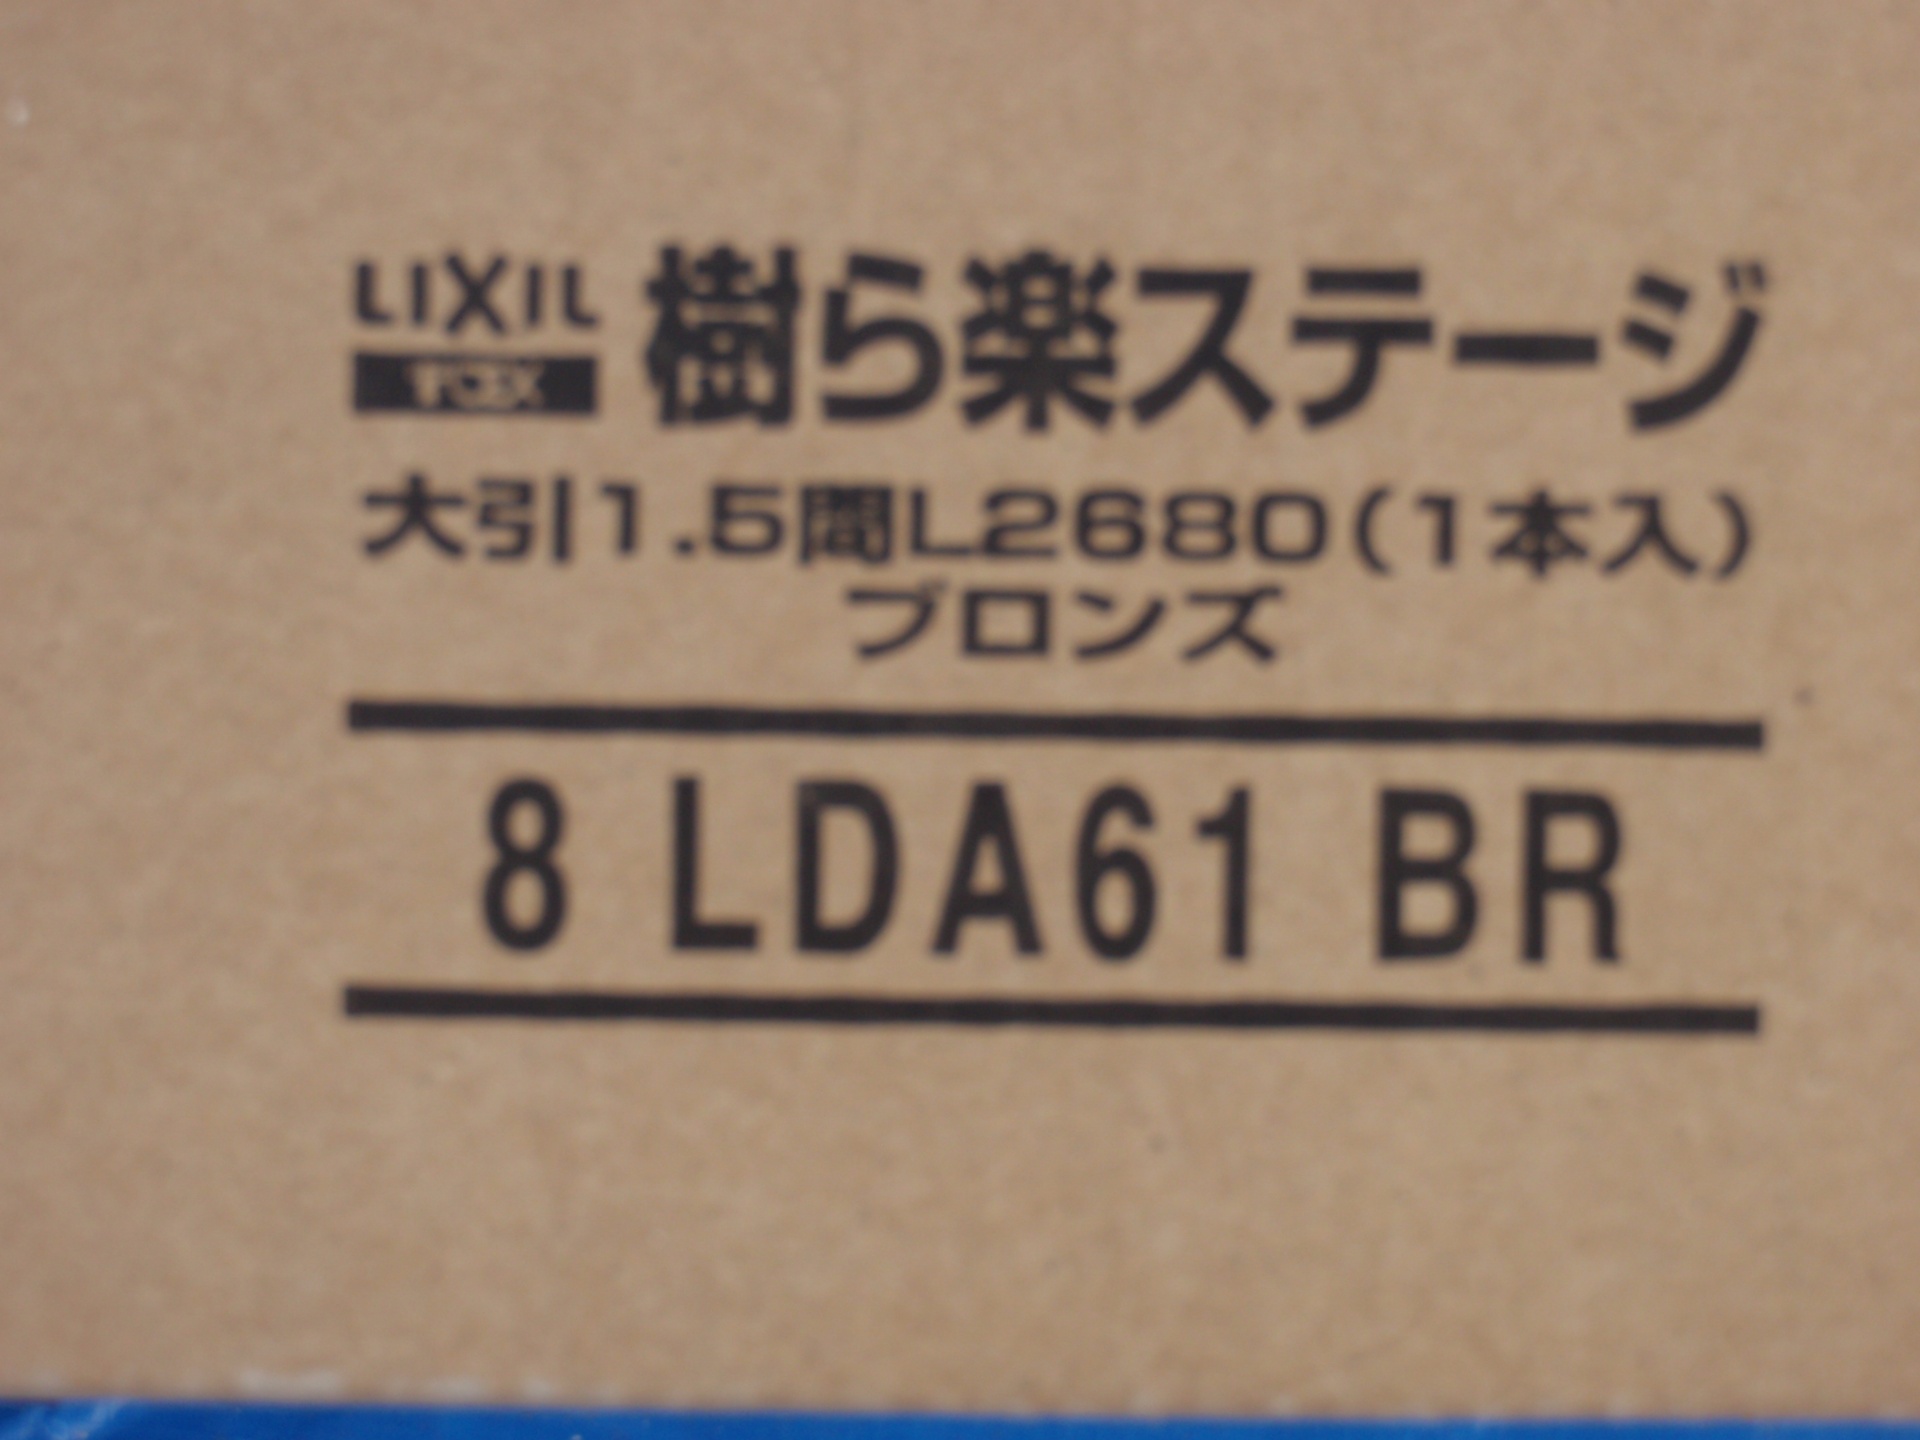 LIXIL 樹ら楽ステージ
TOEX
大引1.5間L2680(1本入)
ブロンズ
8 LDA61 BR